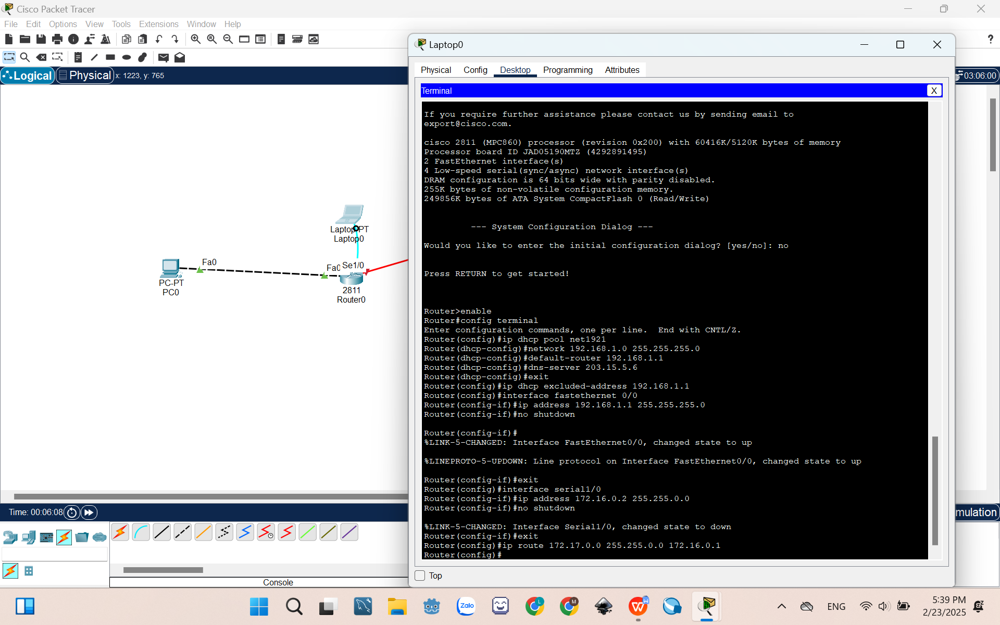 Cisco Packet Tracer
File Edit Options View Tools Extensions Window Help
Logical Physical x: 1223, y: 765
03:06:00
Laptop-PT
Laptop0
Fa0
Fa0
Se1/0
PC-PT
PC0
2811
Router0
Time: 00:06:08
mulation
Console
Laptop0
Physical Config Desktop Programming Attributes
Terminal X
If you require further assistance please contact us by sending email to
export@cisco.com.
cisco 2811 (MPC860) processor (revision 0x200) with 60416K/5120K bytes of memory
Processor board ID JAD05190MTZ (4292891495)
2 FastEthernet interface(s)
4 Low-speed serial(sync/async) network interface(s)
DRAM configuration is 64 bits wide with parity disabled.
255K bytes of non-volatile configuration memory.
249856K bytes of ATA System CompactFlash 0 (Read/Write)
--- System Configuration Dialog ---
Would you like to enter the initial configuration dialog? [yes/no]: no
Press RETURN to get started!
Router>enable
Router#config terminal
Enter configuration commands, one per line.  End with CNTL/Z.
Router(config)#ip dhcp pool net1921
Router(dhcp-config)#network 192.168.1.0 255.255.255.0
Router(dhcp-config)#default-router 192.168.1.1
Router(dhcp-config)#dns-server 203.15.5.6
Router(dhcp-config)#exit
Router(config)#ip dhcp excluded-address 192.168.1.1
Router(config)#interface fastethernet 0/0
Router(config-if)#ip address 192.168.1.1 255.255.255.0
Router(config-if)#no shutdown
Router(config-if)#
%LINK-5-CHANGED: Interface FastEthernet0/0, changed state to up
%LINEPROTO-5-UPDOWN: Line protocol on Interface FastEthernet0/0, changed state to up
Router(config-if)#exit
Router(config)#interface serial1/0
Router(config-if)#ip address 172.16.0.2 255.255.0.0
Router(config-if)#no shutdown
%LINK-5-CHANGED: Interface Serial1/0, changed state to down
Router(config-if)#exit
Router(config)#ip route 172.17.0.0 255.255.0.0 172.16.0.1
Router(config)#
Top
Zalo
L
M
W
ENG
5:39 PM
2/23/2025